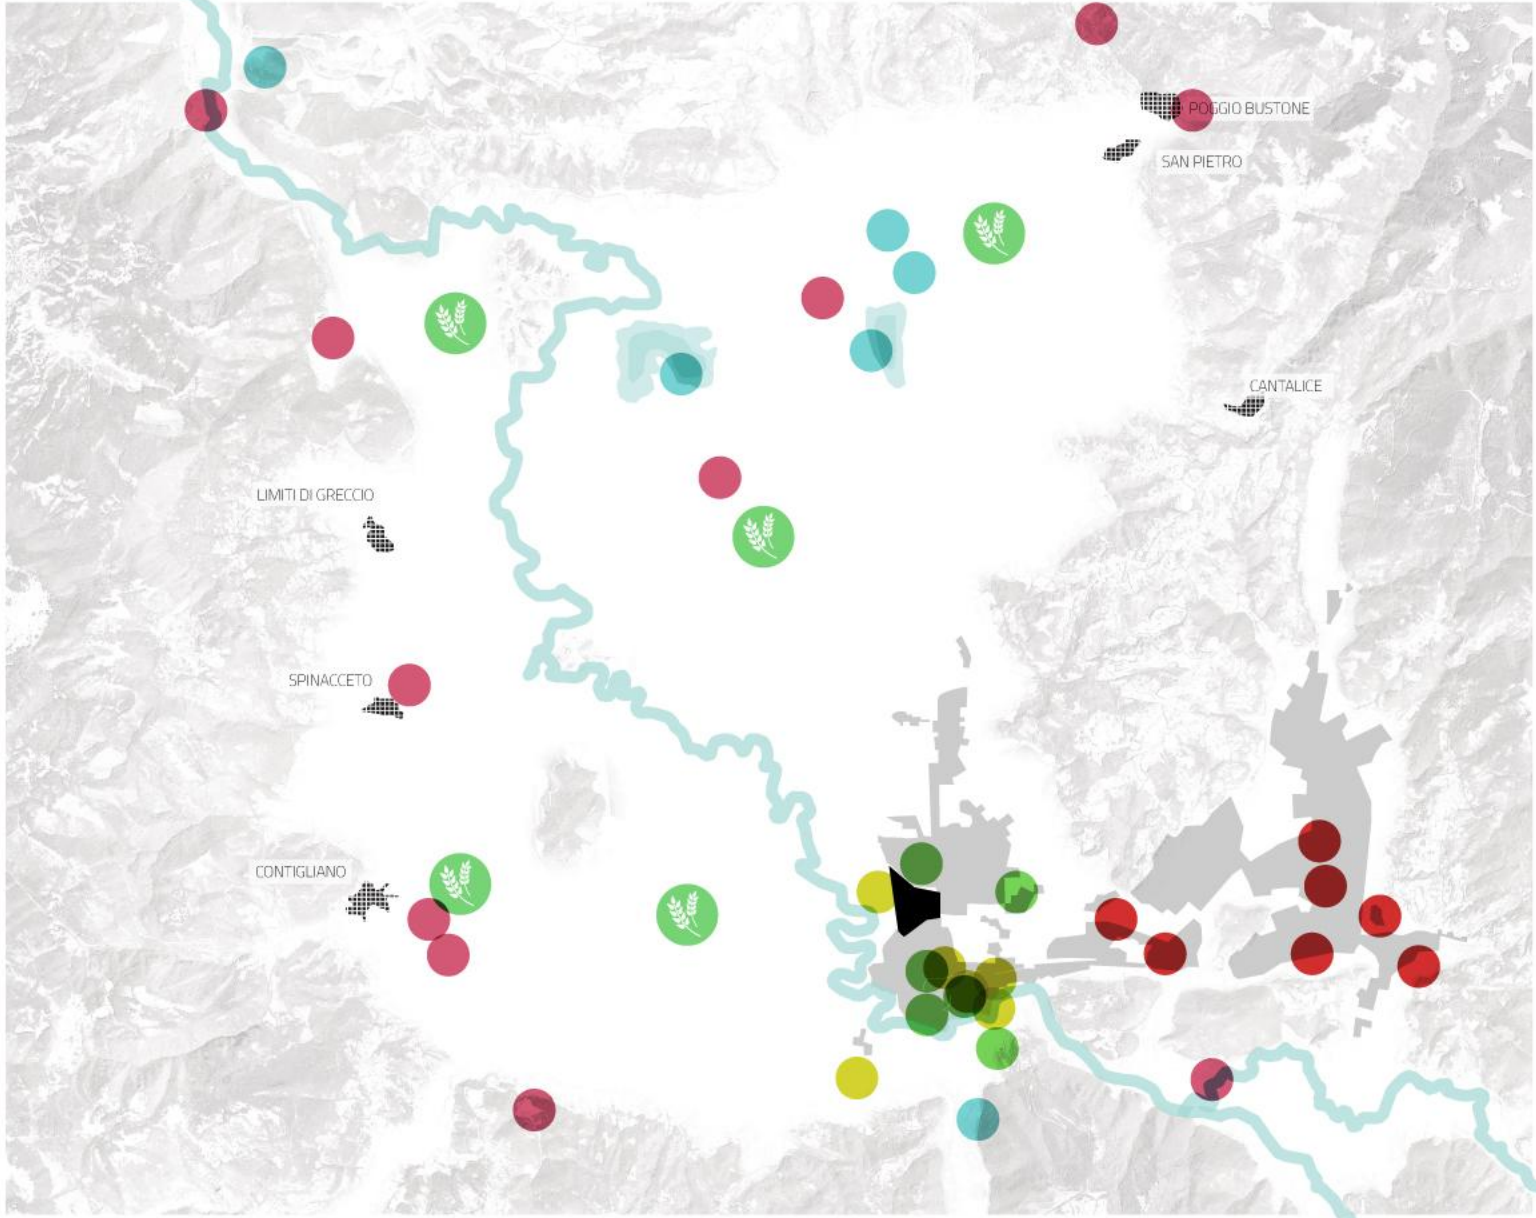 POGGIO BUSTONE
SAN PIETRO
CANTALICE
LIMITI DI GRECCIO
SPINACCETO
CONTIGLIANO